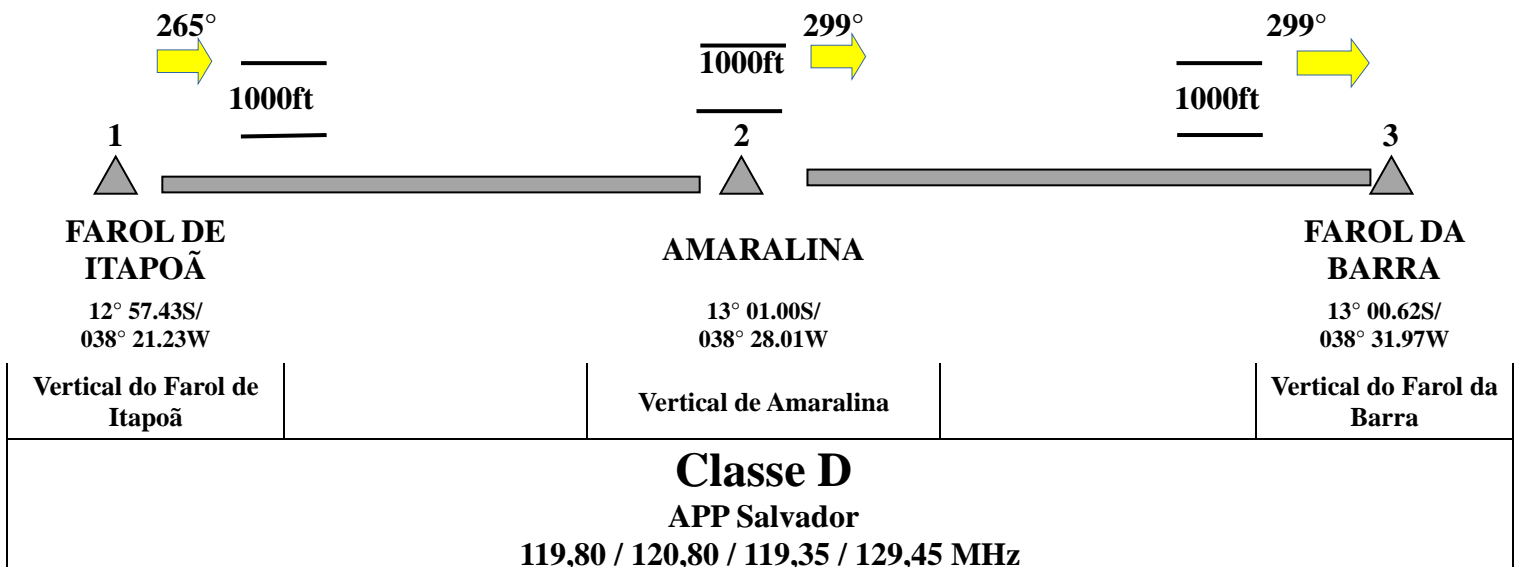 265°
299°
299°
1000ft
1000ft
1000ft
1
2
3
FAROL DE
ITAPOÃ
AMARALINA
FAROL DA
BARRA
12° 57.43S/
038° 21.23W
13° 01.00S/
038° 28.01W
13° 00.62S/
038° 31.97W
Vertical do Farol de
Itapoã
Vertical de Amaralina
Vertical do Farol da
Barra
Classe D
APP Salvador
119,80 / 120,80 / 119,35 / 129,45 MHz